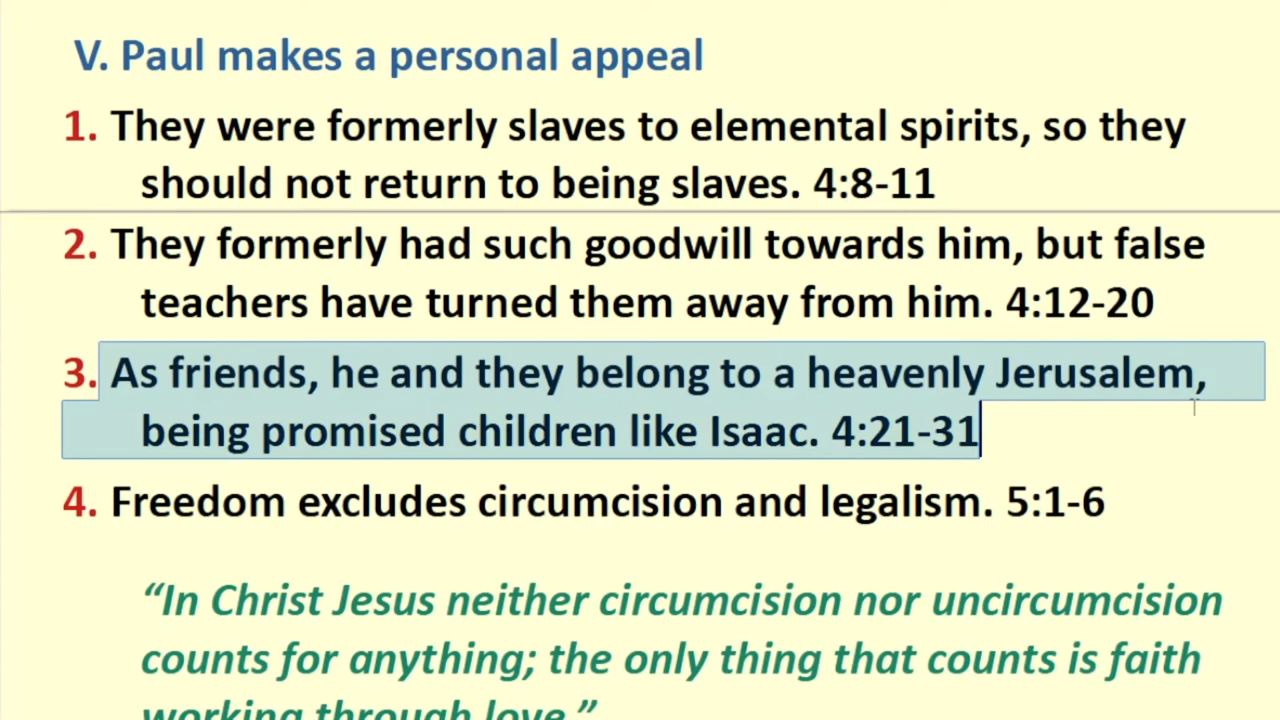 V. Paul makes a personal appeal
1. They were formerly slaves to elemental spirits, so they
should not return to being slaves. 4:8-11
2. They formerly had such goodwill towards him, but false
teachers have turned them away from him. 4:12-20
3. As friends, he and they belong to a heavenly Jerusalem,
being promised children like Isaac. 4:21-31
4. Freedom excludes circumcision and legalism. 5:1-6
“In Christ Jesus neither circumcision nor uncircumcision
counts for anything; the only thing that counts is faith
working through love.”